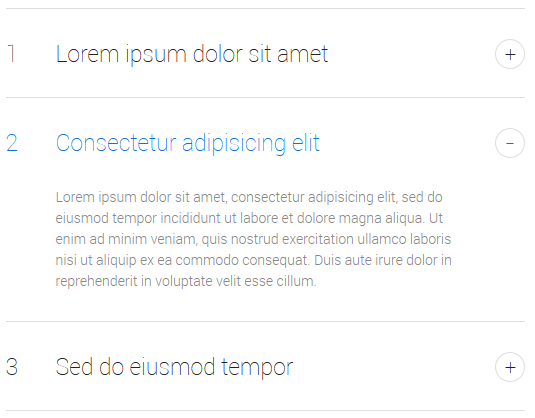 1 Lorem ipsum dolor sit amet +
2 Consectetur adipisicing elit -
Lorem ipsum dolor sit amet, consectetur adipisicing elit, sed do
eiusmod tempor incididunt ut labore et dolore magna aliqua. Ut
enim ad minim veniam, quis nostrud exercitation ullamco laboris
nisi ut aliquip ex ea commodo consequat. Duis aute irure dolor in
reprehenderit in voluptate velit esse cillum.
3 Sed do eiusmod tempor +